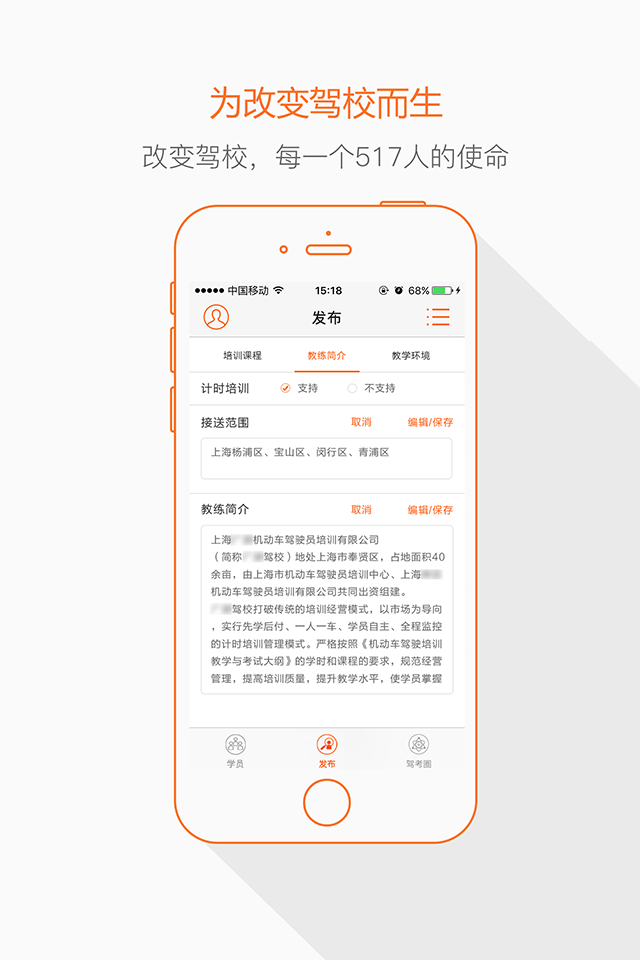 为改变驾校而生
改变驾校，每一个517人的使命
中国移动 15:18 68%
发布
培训课程 教练简介 教学环境
计时培训 支持 不支持
接送范围 取消 编辑/保存
上海杨浦区、宝山区、闵行区、青浦区
教练简介 取消 编辑/保存
上海 机动车驾驶员培训有限公司
（简称 驾校）地处上海市奉贤区，占地面积40
余亩，由上海市机动车驾驶员培训中心、上海
机动车驾驶员培训有限公司共同出资组建。
驾校打破传统的培训经营模式，以市场为导向
，实行先学后付、一人一车、学员自主、全程监控
的计时培训管理模式。严格按照《机动车驾驶培训
教学与考试大纲》的学时和课程的要求，规范经营
管理，提高培训质量，提升教学水平，使学员掌握
学员 发布 驾考圈